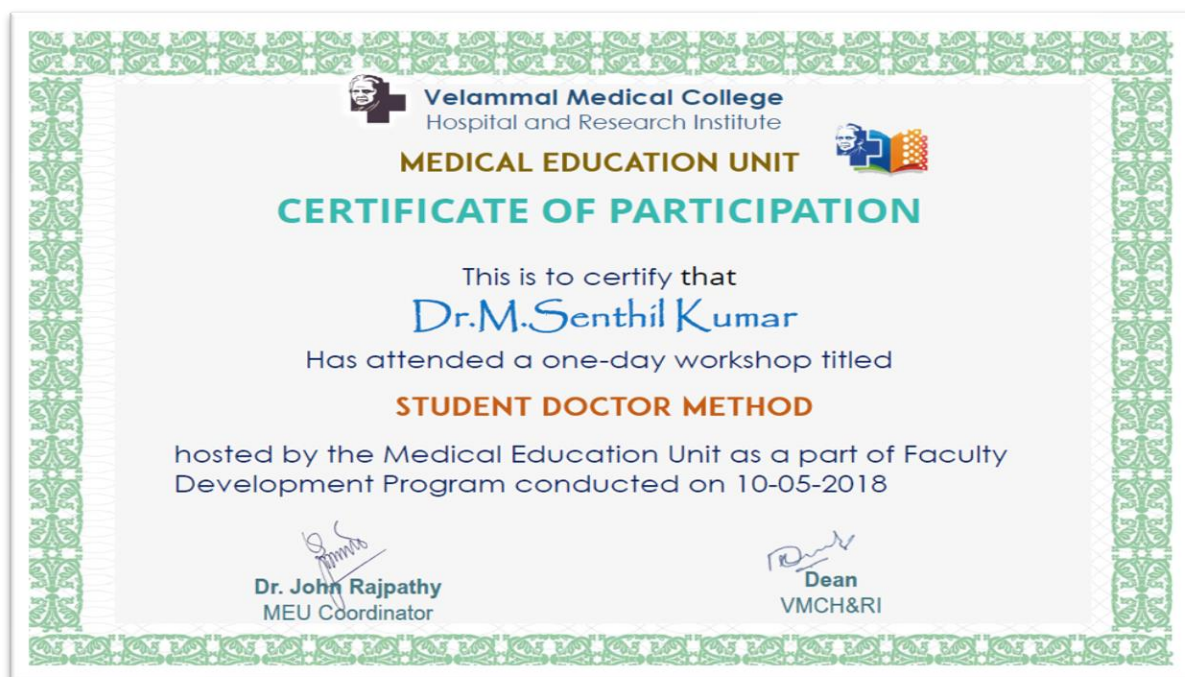 Velammal Medical College
Hospital and Research Institute
MEDICAL EDUCATION UNIT
CERTIFICATE OF PARTICIPATION
This is to certify that
Dr.M.Senthil Kumar
Has attended a one-day workshop titled
STUDENT DOCTOR METHOD
hosted by the Medical Education Unit as a part of Faculty
Development Program conducted on 10-05-2018
Dr. John Rajpathy
MEU Coordinator
Dean
VMCH&RI